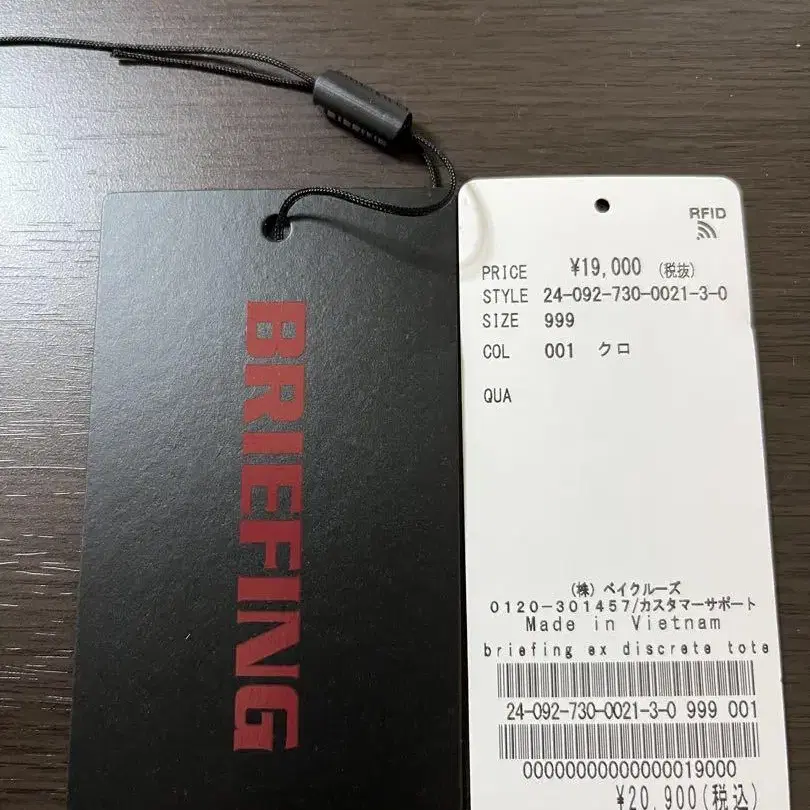 BRIEFING
RFID
PRICE ¥19,000 (税抜)
STYLE 24-092-730-0021-3-0
SIZE 999
COL 001 クロ
QUA
(株) ベイクルーズ
0120-301457/カスタマーサポート
Made in Vietnam
briefing ex discrete tote
24-092-730-0021-3-0 999 001
00000000000000019000
¥20,900(税込)